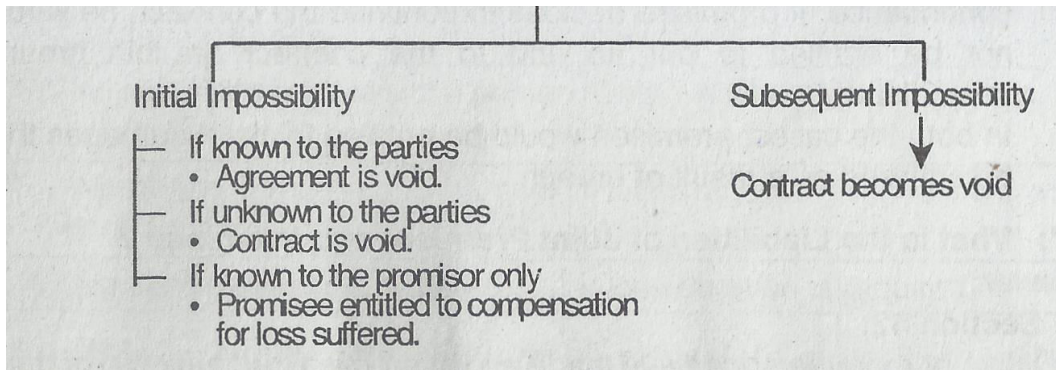 Initial Impossibility
If known to the parties
• Agreement is void.
If unknown to the parties
• Contract is void.
If known to the promisor only
• Promisee entitled to compensation
for loss suffered.
Subsequent Impossibility
Contract becomes void